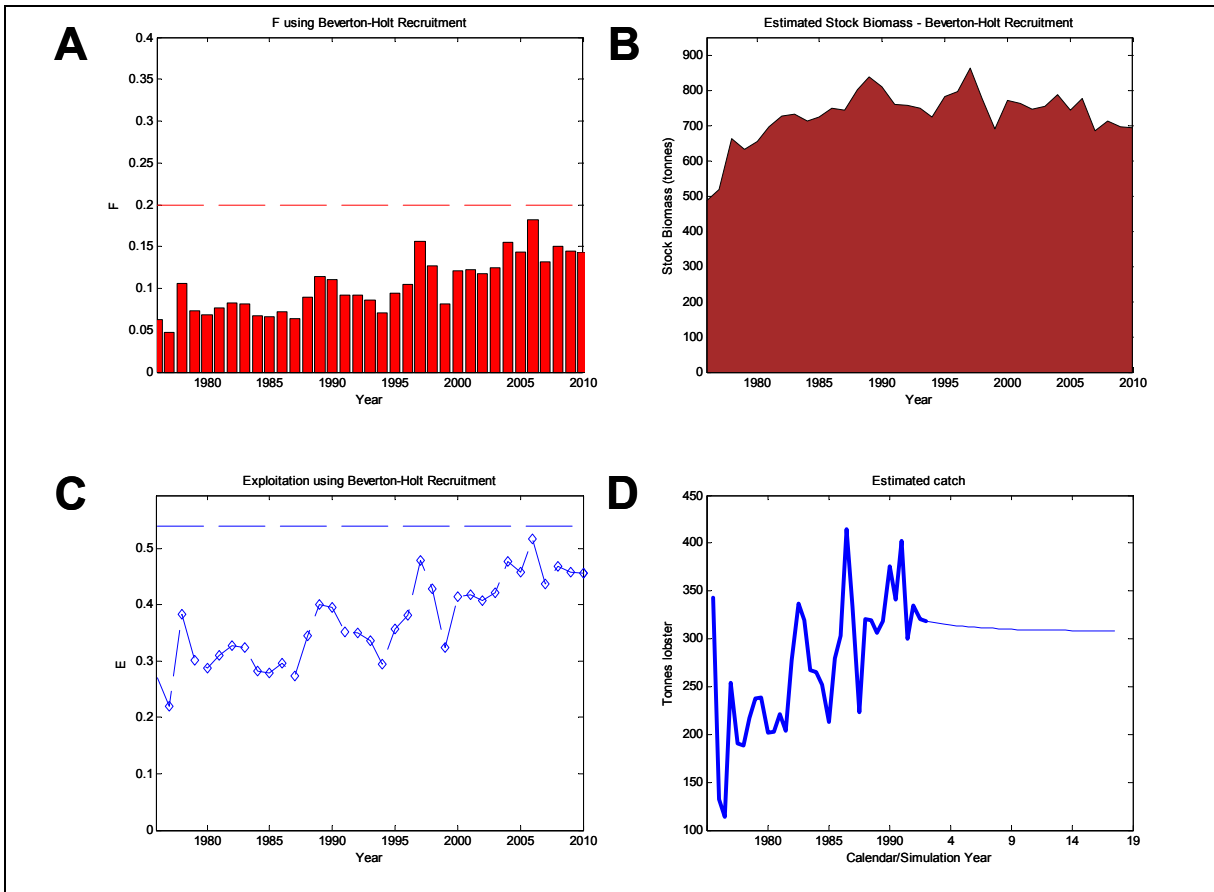 A
F using Beverton-Holt Recruitment
0.4
0.35
0.3
0.25
0.2
0.15
0.1
0.05
0
F
1980 1985 1990 1995 2000 2005 2010
Year
B
Estimated Stock Biomass - Beverton-Holt Recruitment
900
800
700
600
500
400
300
200
100
0
Stock Biomass (tonnes)
1980 1985 1990 1995 2000 2005 2010
Year
C
Exploitation using Beverton-Holt Recruitment
0.5
0.4
0.3
0.2
0.1
0
E
1980 1985 1990 1995 2000 2005 2010
Year
D
Estimated catch
450
400
350
300
250
200
150
100
Tonnes lobster
1980 1985 1990 4 9 14 19
Calendar/Simulation Year